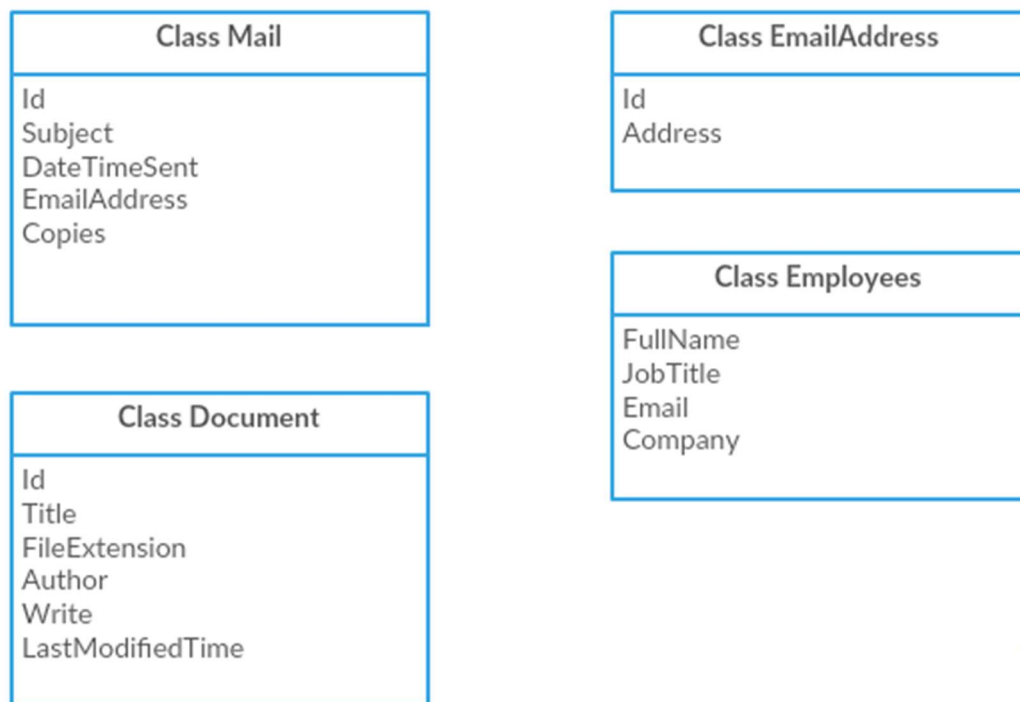 Class Mail
Id
Subject
DateTimeSent
EmailAddress
Copies
Class EmailAddress
Id
Address
Class Employees
FullName
JobTitle
Email
Company
Class Document
Id
Title
FileExtension
Author
Write
LastModifiedTime